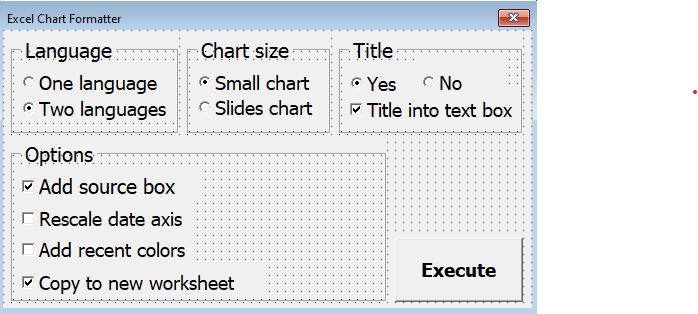 Excel Chart Formatter
Language
One language
Two languages
Chart size
Small chart
Slides chart
Title
Yes No
Title into text box
Options
Add source box
Rescale date axis
Add recent colors
Copy to new worksheet
Execute